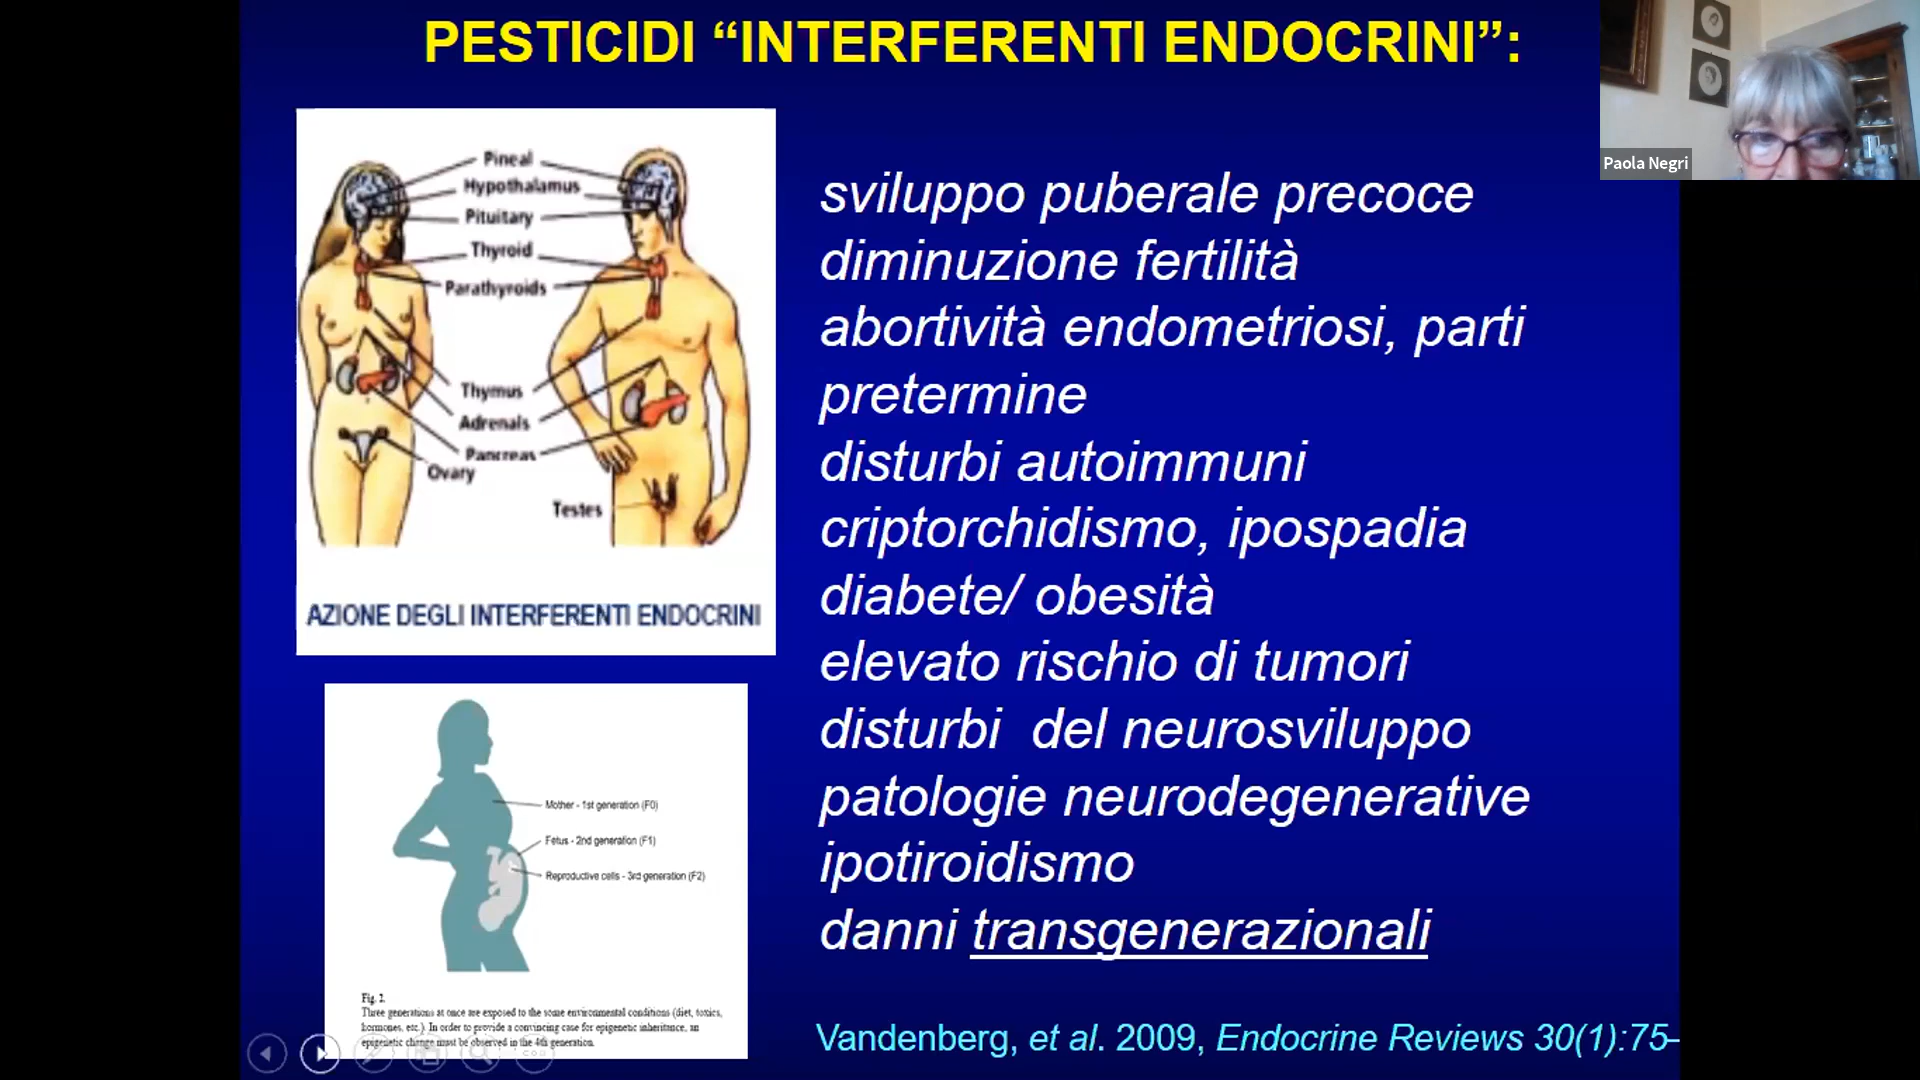 PESTICIDI “INTERFERENTI ENDOCRINI”:
Paola Negri
Pineal
Hypothalamus
Pituitary
Thyroid
Parathyroids
Thymus
Adrenals
Pancreas
Ovary
Testes
AZIONE DEGLI INTERFERENTI ENDOCRINI
sviluppo puberale precoce
diminuzione fertilità
abortività endometriosi, parti
pretermine
disturbi autoimmuni
criptorchidismo, ipospadia
diabete/ obesità
elevato rischio di tumori
disturbi del neurosviluppo
patologie neurodegenerative
ipotiroidismo
danni transgenerazionali
Mother - 1st generation (F0)
Fetus - 2nd generation (F1)
Reproductive cells - 3rd generation (F2)
Fig. 2.
Three generations at once are exposed to the same environmental conditions (diet, toxics,
hormones, etc.). In order to provide a convincing case for epigenetic inheritance, an
epigenetic change must be observed in the 4th generation.
Vandenberg, et al. 2009, Endocrine Reviews 30(1):75–